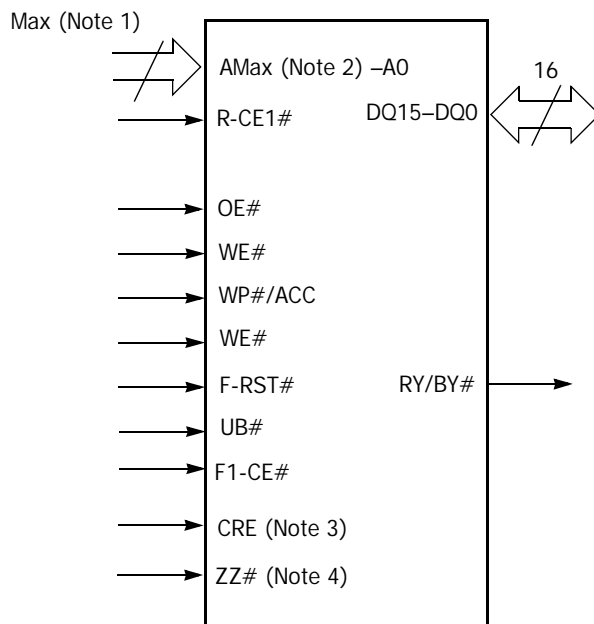 Max (Note 1)
AMax (Note 2) –A0
16
R-CE1#
DQ15–DQ0
OE#
WE#
WP#/ACC
WE#
F-RST#
RY/BY#
UB#
F1-CE#
CRE (Note 3)
ZZ# (Note 4)